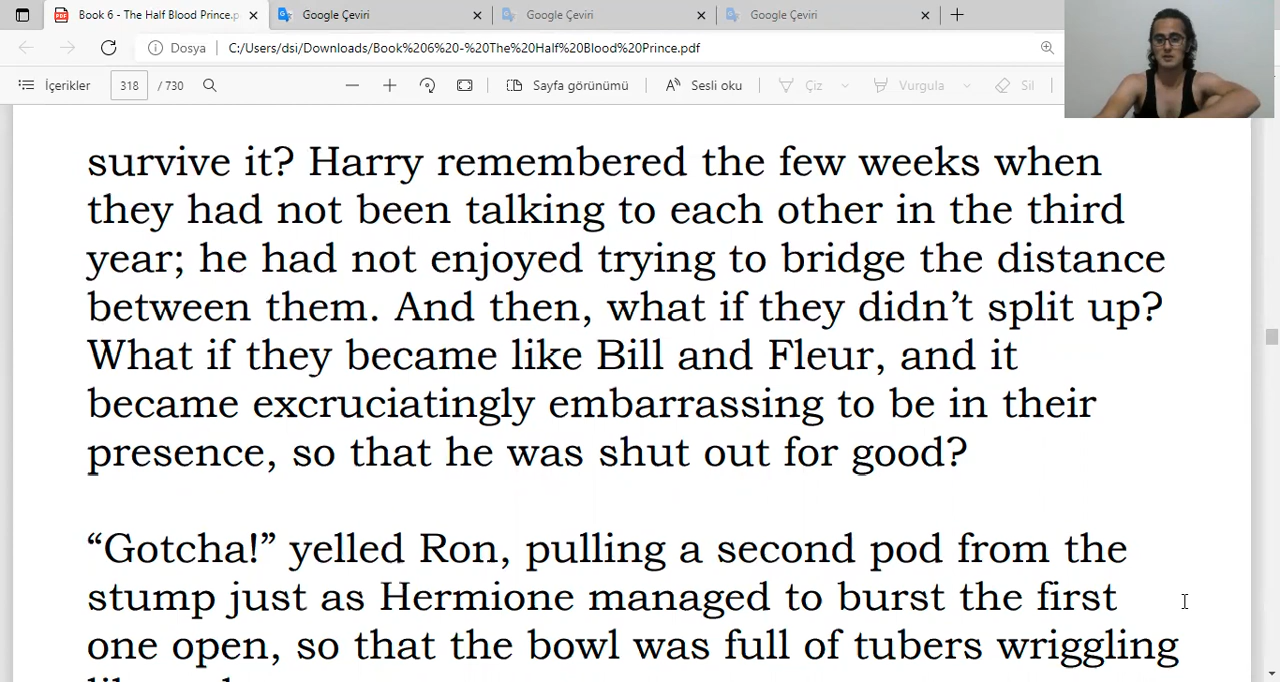 Book 6 - The Half Blood Prince.p
Google Çeviri
Google Çeviri
Google Çeviri
Dosya
C:/Users/dsi/Downloads/Book%206%20-%20The%20Half%20Blood%20Prince.pdf
İçerikler
318
/ 730
Sayfa görünümü
Sesli oku
Çiz
Vurgula
Sil
survive it? Harry remembered the few weeks when
they had not been talking to each other in the third
year; he had not enjoyed trying to bridge the distance
between them. And then, what if they didn’t split up?
What if they became like Bill and Fleur, and it
became excruciatingly embarrassing to be in their
presence, so that he was shut out for good?
“Gotcha!” yelled Ron, pulling a second pod from the
stump just as Hermione managed to burst the first
one open, so that the bowl was full of tubers wriggling